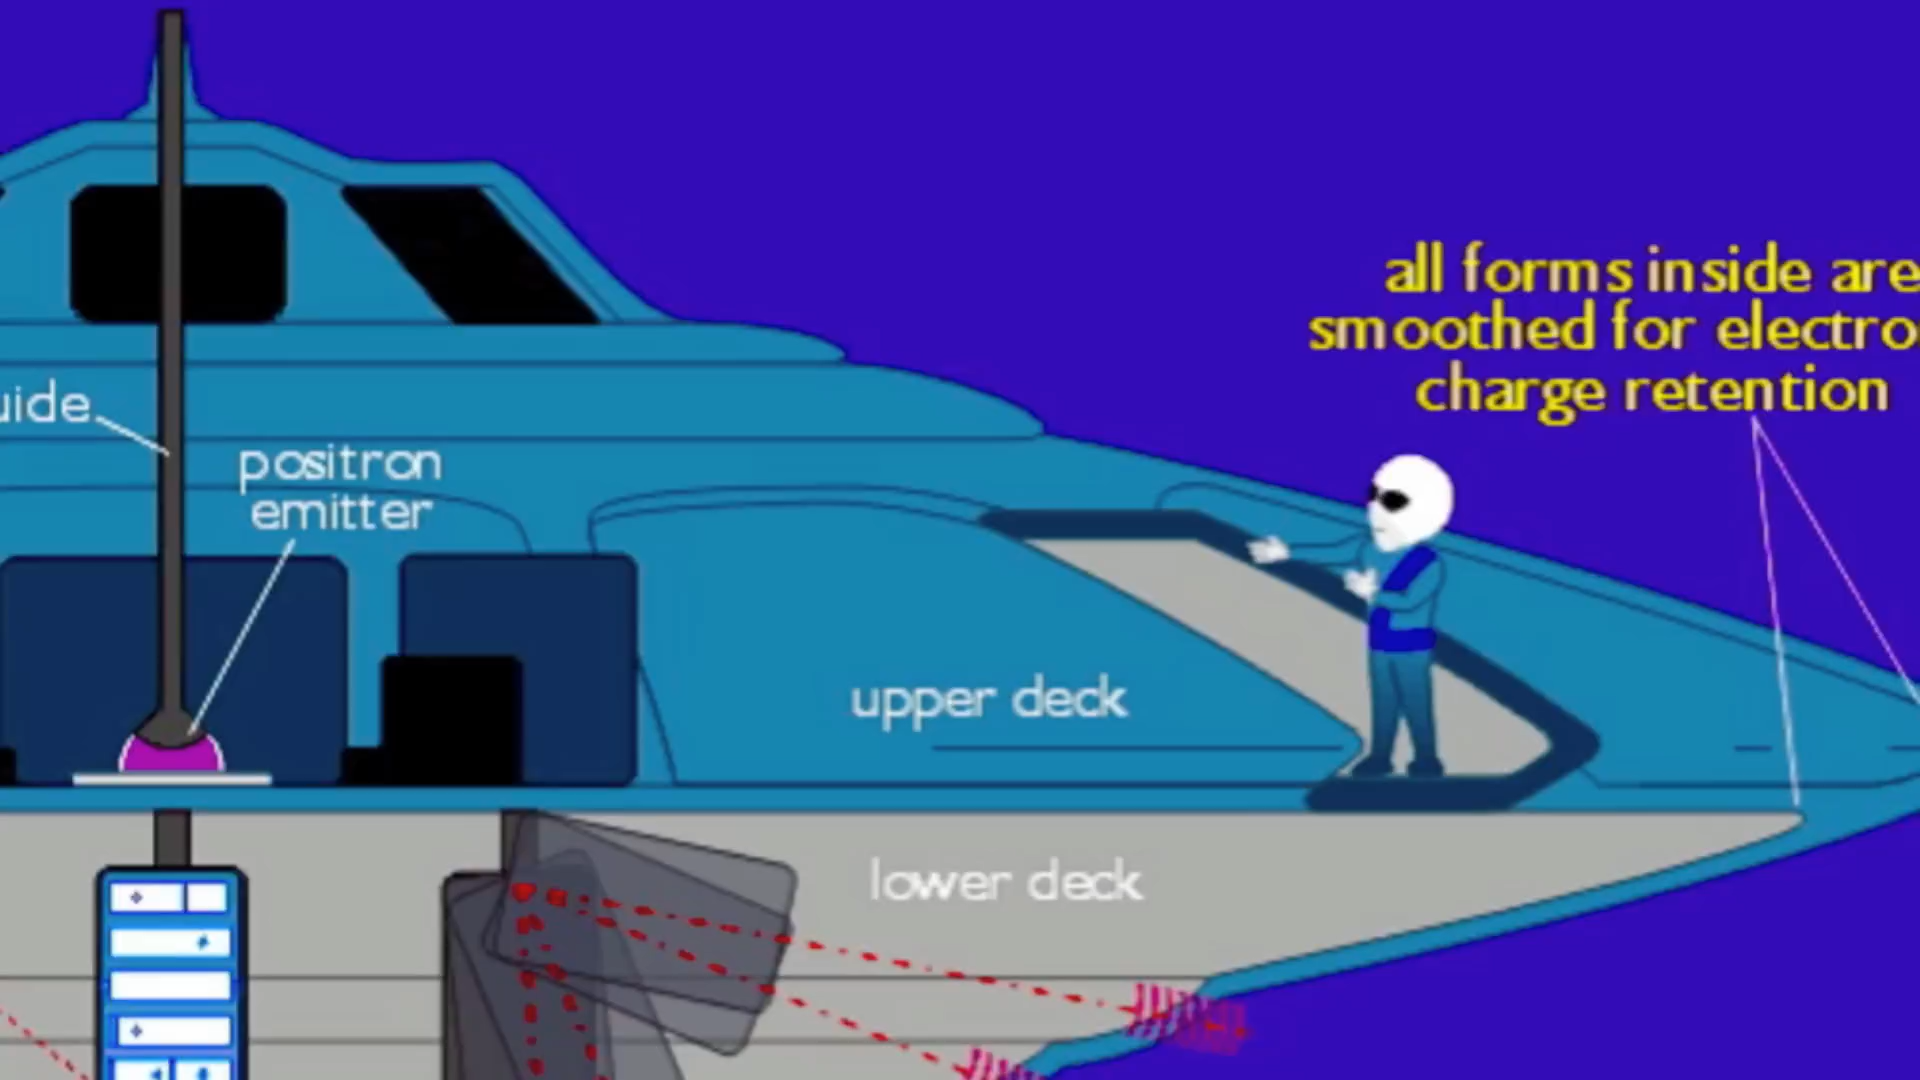 all forms inside are
smoothed for electro
charge retention
uide
positron
emitter
upper deck
lower deck